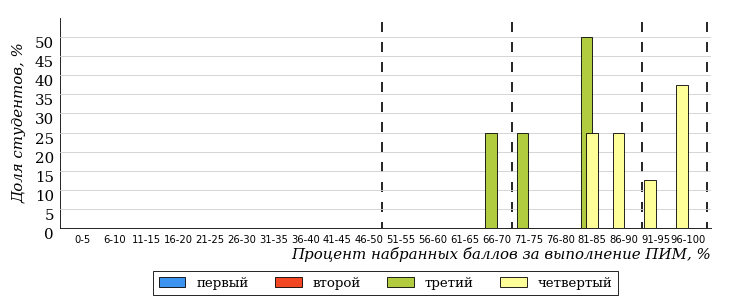 Доля студентов, %
50
45
40
35
30
25
20
15
10
5
0
0-5 6-10 11-15 16-20 21-25 26-30 31-35 36-40 41-45 46-50 51-55 56-60 61-65 66-70 71-75 76-80 81-85 86-90 91-95 96-100
Процент набранных баллов за выполнение ПИМ, %
первый второй третий четвертый